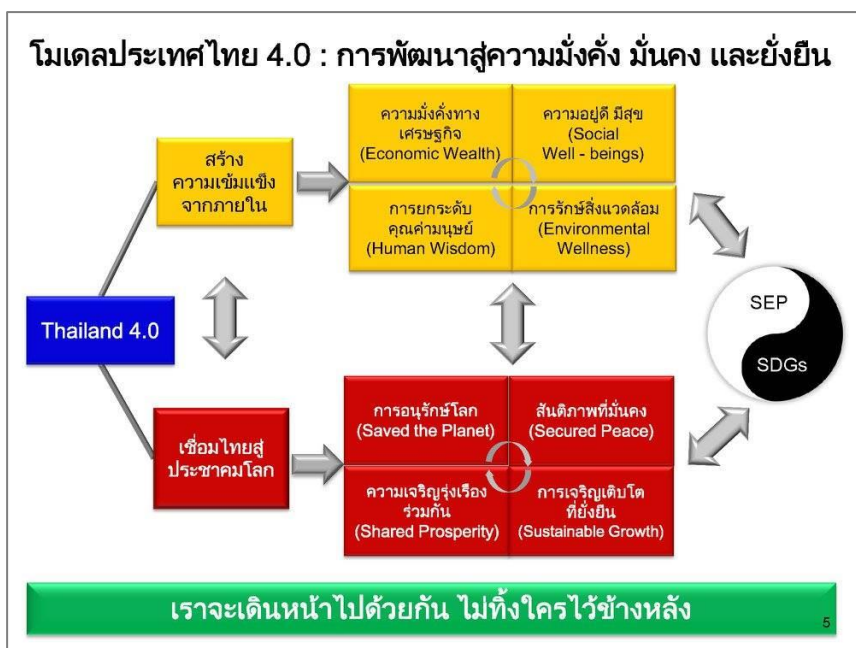 โมเดลประเทศไทย 4.0 : การพัฒนาสู่ความมั่งคั่ง มั่นคง และยั่งยืน
สร้าง
ความเข้มแข็ง
จากภายใน
ความมั่งคั่งทาง
เศรษฐกิจ
(Economic Wealth)
ความอยู่ดี มีสุข
(Social
Well - beings)
การยกระดับ
คุณค่ามนุษย์
(Human Wisdom)
การรักษ์สิ่งแวดล้อม
(Environmental
Wellness)
Thailand 4.0
SEP
SDGs
เชื่อมไทยสู่
ประชาคมโลก
การอนุรักษ์โลก
(Saved the Planet)
สันติภาพที่มั่นคง
(Secured Peace)
ความเจริญรุ่งเรือง
ร่วมกัน
(Shared Prosperity)
การเจริญเติบโต
ที่ยั่งยืน
(Sustainable Growth)
เราจะเดินหน้าไปด้วยกัน ไม่ทิ้งใครไว้ข้างหลัง
5